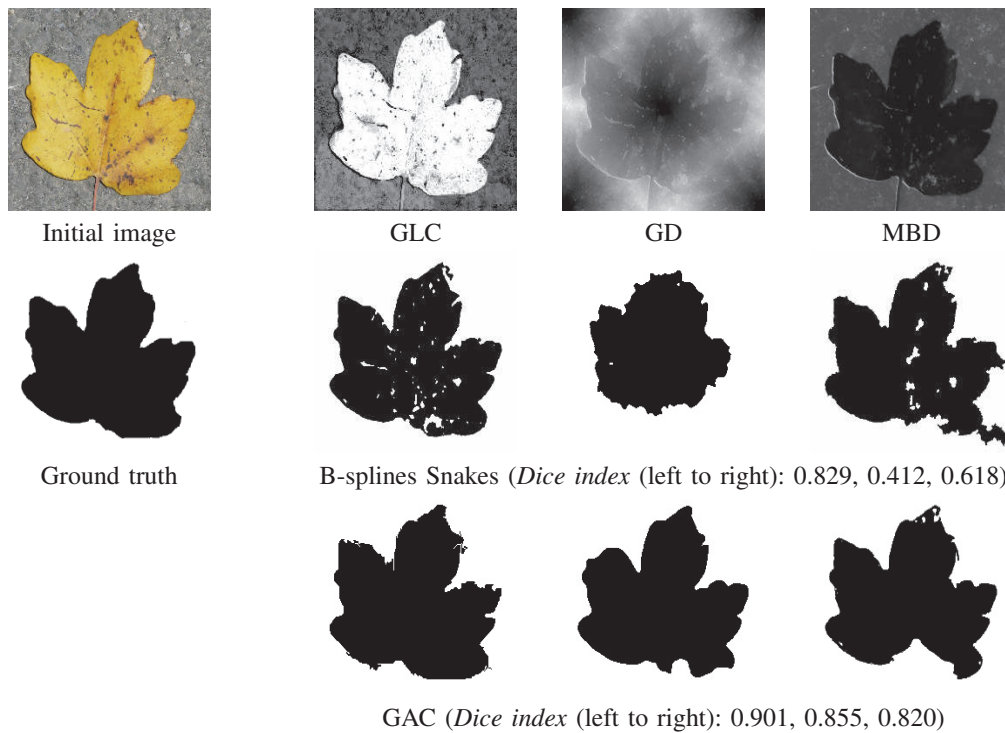 Initial image
GLC
GD
MBD
Ground truth
B-splines Snakes (Dice index (left to right): 0.829, 0.412, 0.618)
GAC (Dice index (left to right): 0.901, 0.855, 0.820)